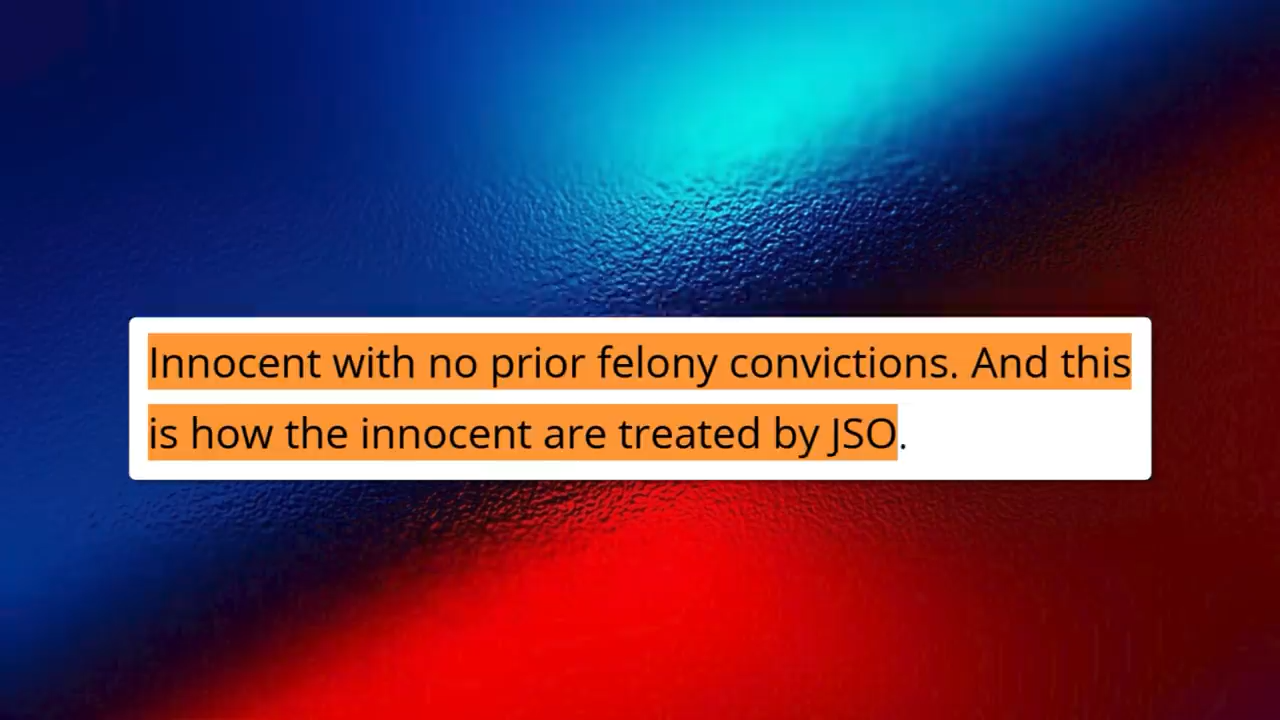 Innocent with no prior felony convictions. And this
is how the innocent are treated by JSO.